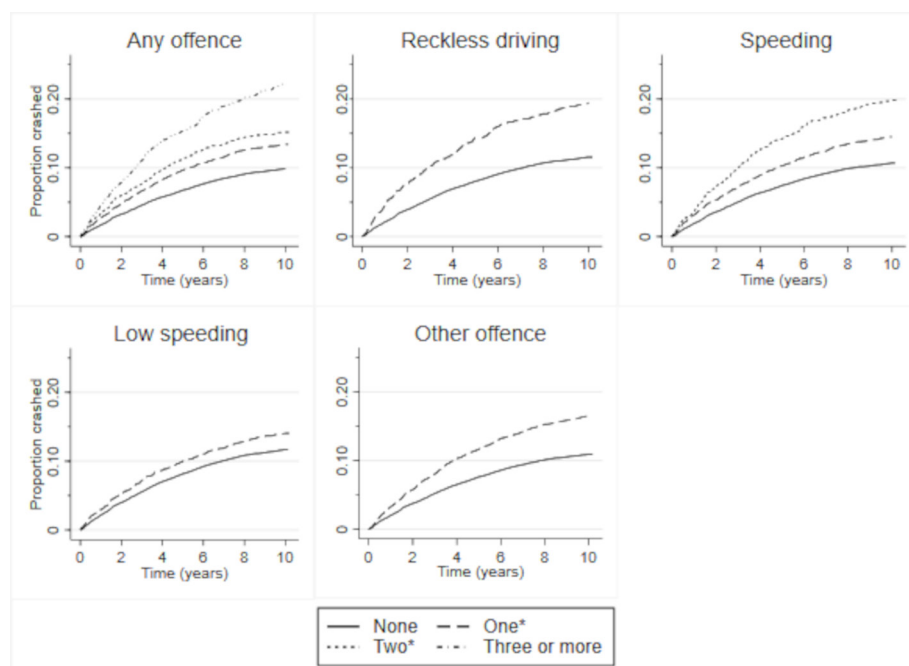 Any offence
Proportion crashed
0.20
0.10
0
0 2 4 6 8 10
Time (years)
Reckless driving
0.20
0.10
0
0 2 4 6 8 10
Time (years)
Speeding
0.20
0.10
0
0 2 4 6 8 10
Time (years)
Low speeding
Proportion crashed
0.20
0.10
0
0 2 4 6 8 10
Time (years)
Other offence
0.20
0.10
0
0 2 4 6 8 10
Time (years)
None One*
Two* Three or more